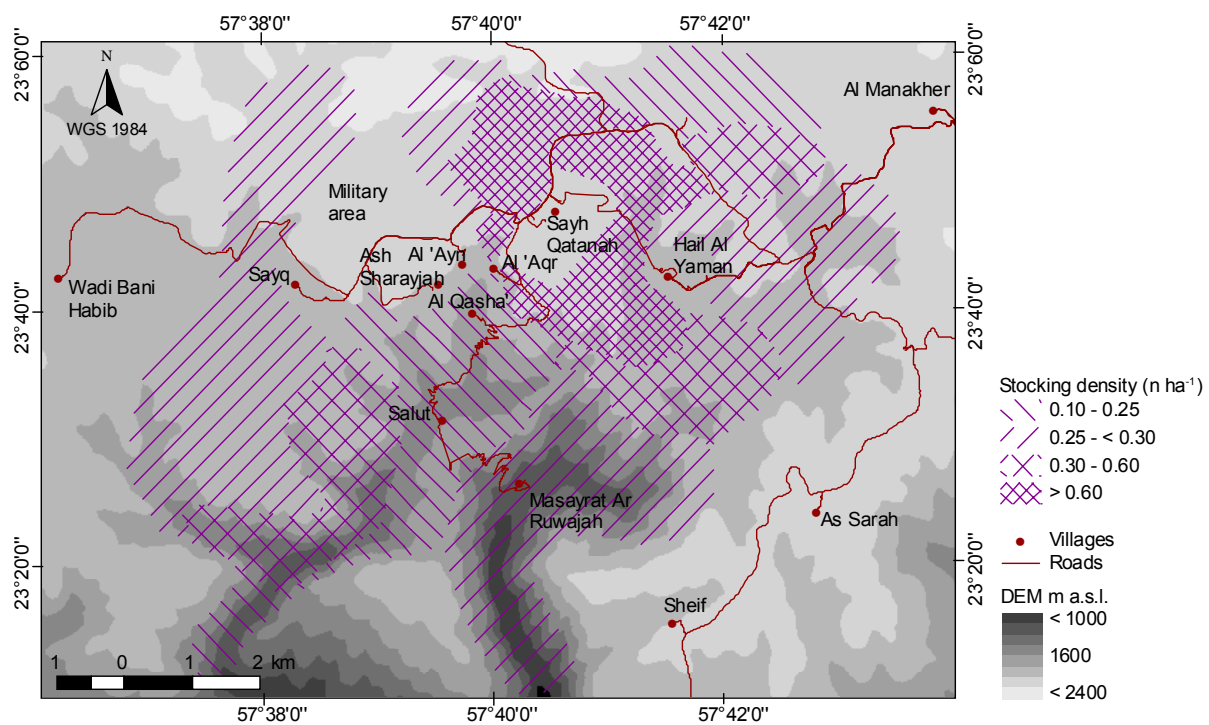 57°38'0"
57°40'0"
57°42'0"
23°60'0"
23°60'0"
N
WGS 1984
Al Manakher
Military
area
Sayh
Qatanah
Hail Al
Yaman
Ash
Sharayjah
Al 'Ayn
Al 'Aqr
Sayq
Wadi Bani
Habib
Al Qasha'
23°40'0"
23°40'0"
Salut
Masayrat Ar
Ruwajah
As Sarah
23°20'0"
23°20'0"
Sheif
1 0 1 2 km
57°38'0"
57°40'0"
57°42'0"
Stocking density (n ha-1)
0.10 - 0.25
0.25 - < 0.30
0.30 - 0.60
> 0.60
Villages
Roads
DEM m a.s.l.
< 1000
1600
< 2400